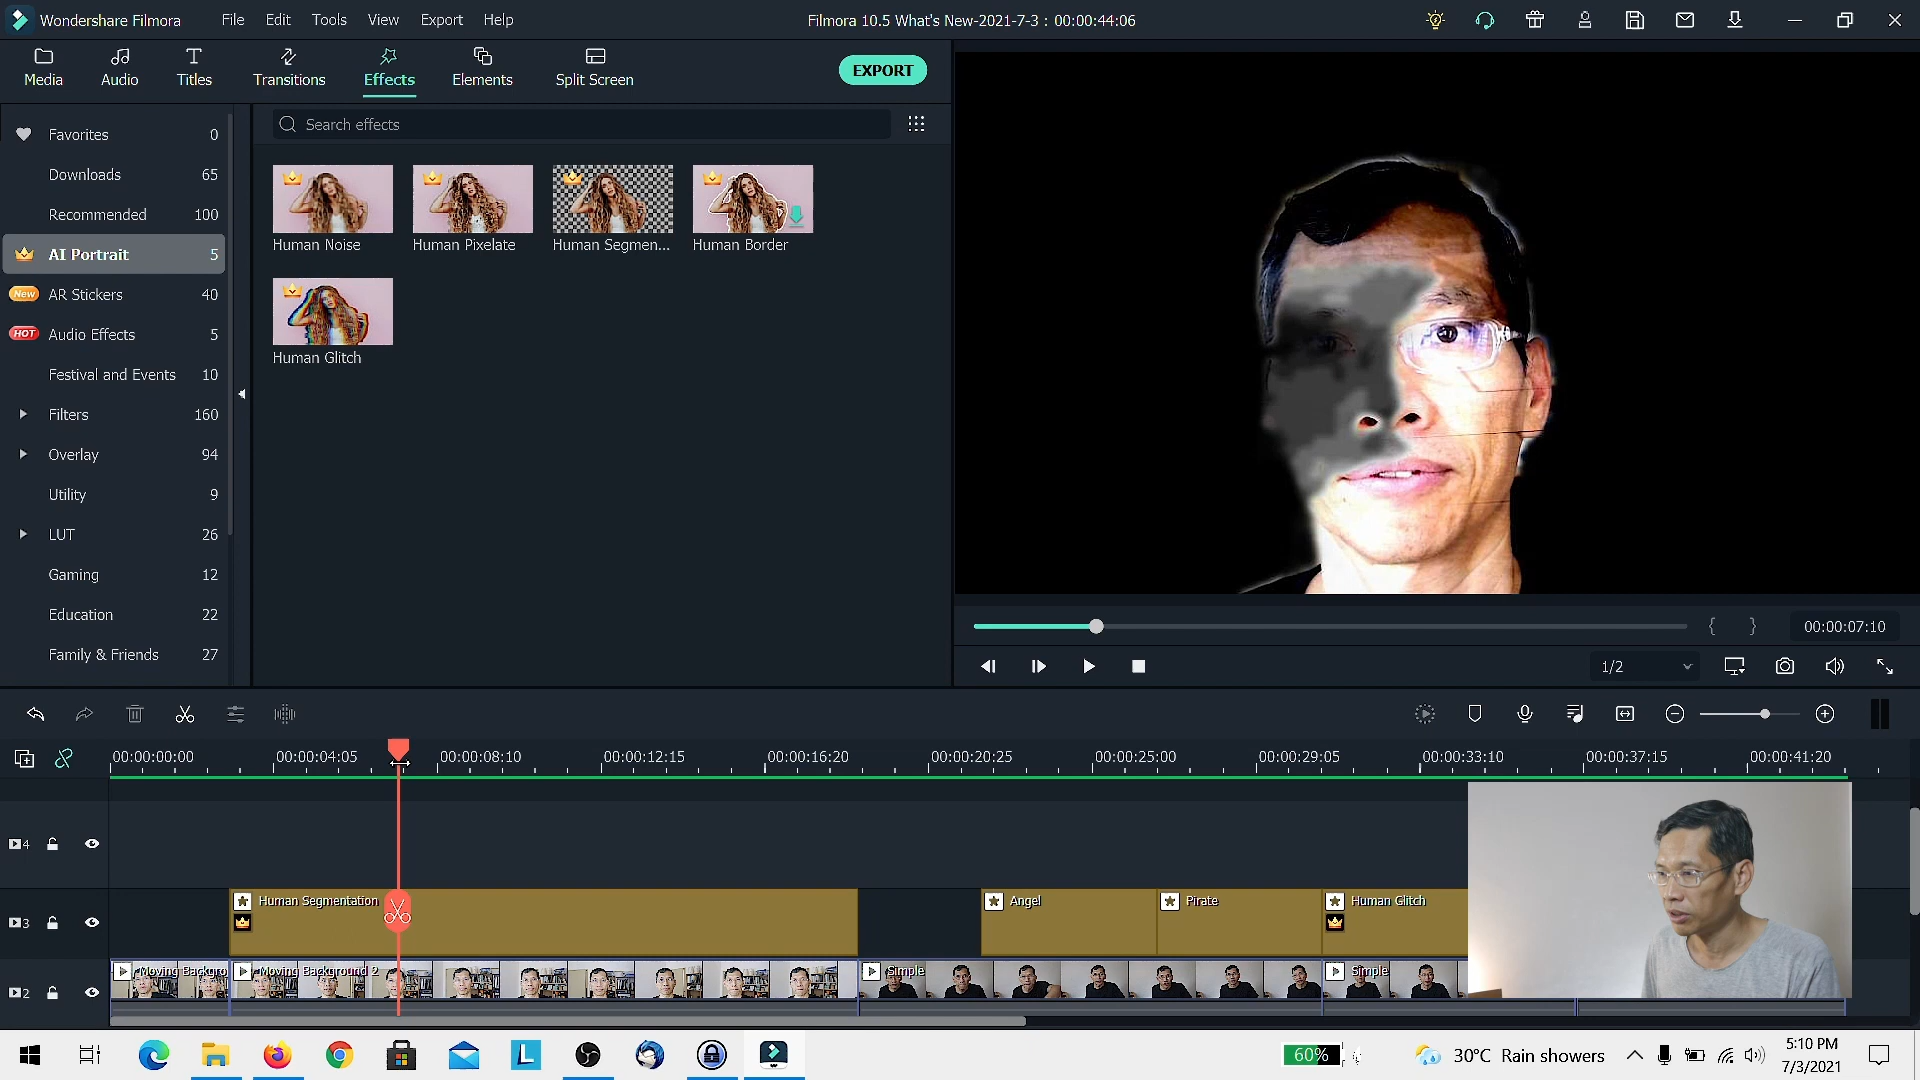 Wondershare Filmora File Edit Tools View Export Help Filmora 10.5 What's New-2021-7-3 : 00:00:44:06
Media Audio Titles Transitions Effects Elements Split Screen EXPORT
Search effects
Favorites 0
Downloads 65
Recommended 100
AI Portrait 5
New AR Stickers 40
HOT Audio Effects 5
Festival and Events 10
Filters 160
Overlay 94
Utility 9
LUT 26
Gaming 12
Education 22
Family & Friends 27
Human Noise Human Pixelate Human Segmen... Human Border
Human Glitch
{ } 00:00:07:10
1/2
00:00:00:00 00:00:04:05 00:00:08:10 00:00:12:15 00:00:16:20 00:00:20:25 00:00:25:00 00:00:29:05 00:00:33:10 00:00:37:15 00:00:41:20
4
3 Human Segmentation Angel Pirate Human Glitch
2 Moving Backgro Moving Background 2 Simple Simple
60% 30°C Rain showers 5:10 PM
7/3/2021